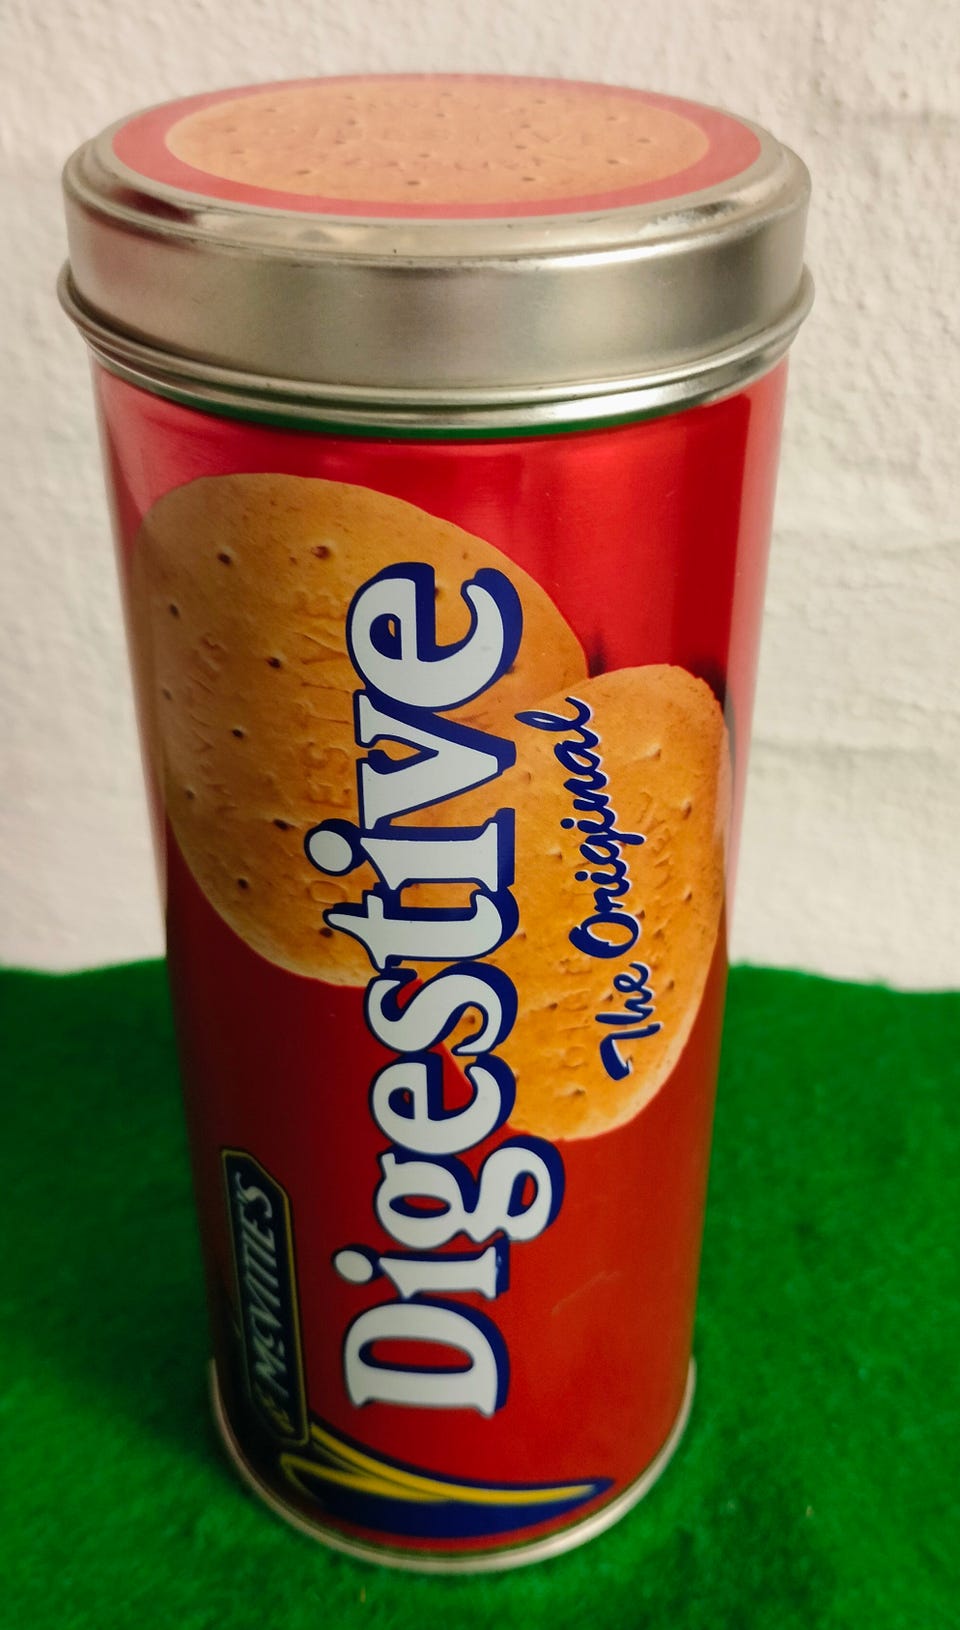 McVITIE'S
Digestive
The Original